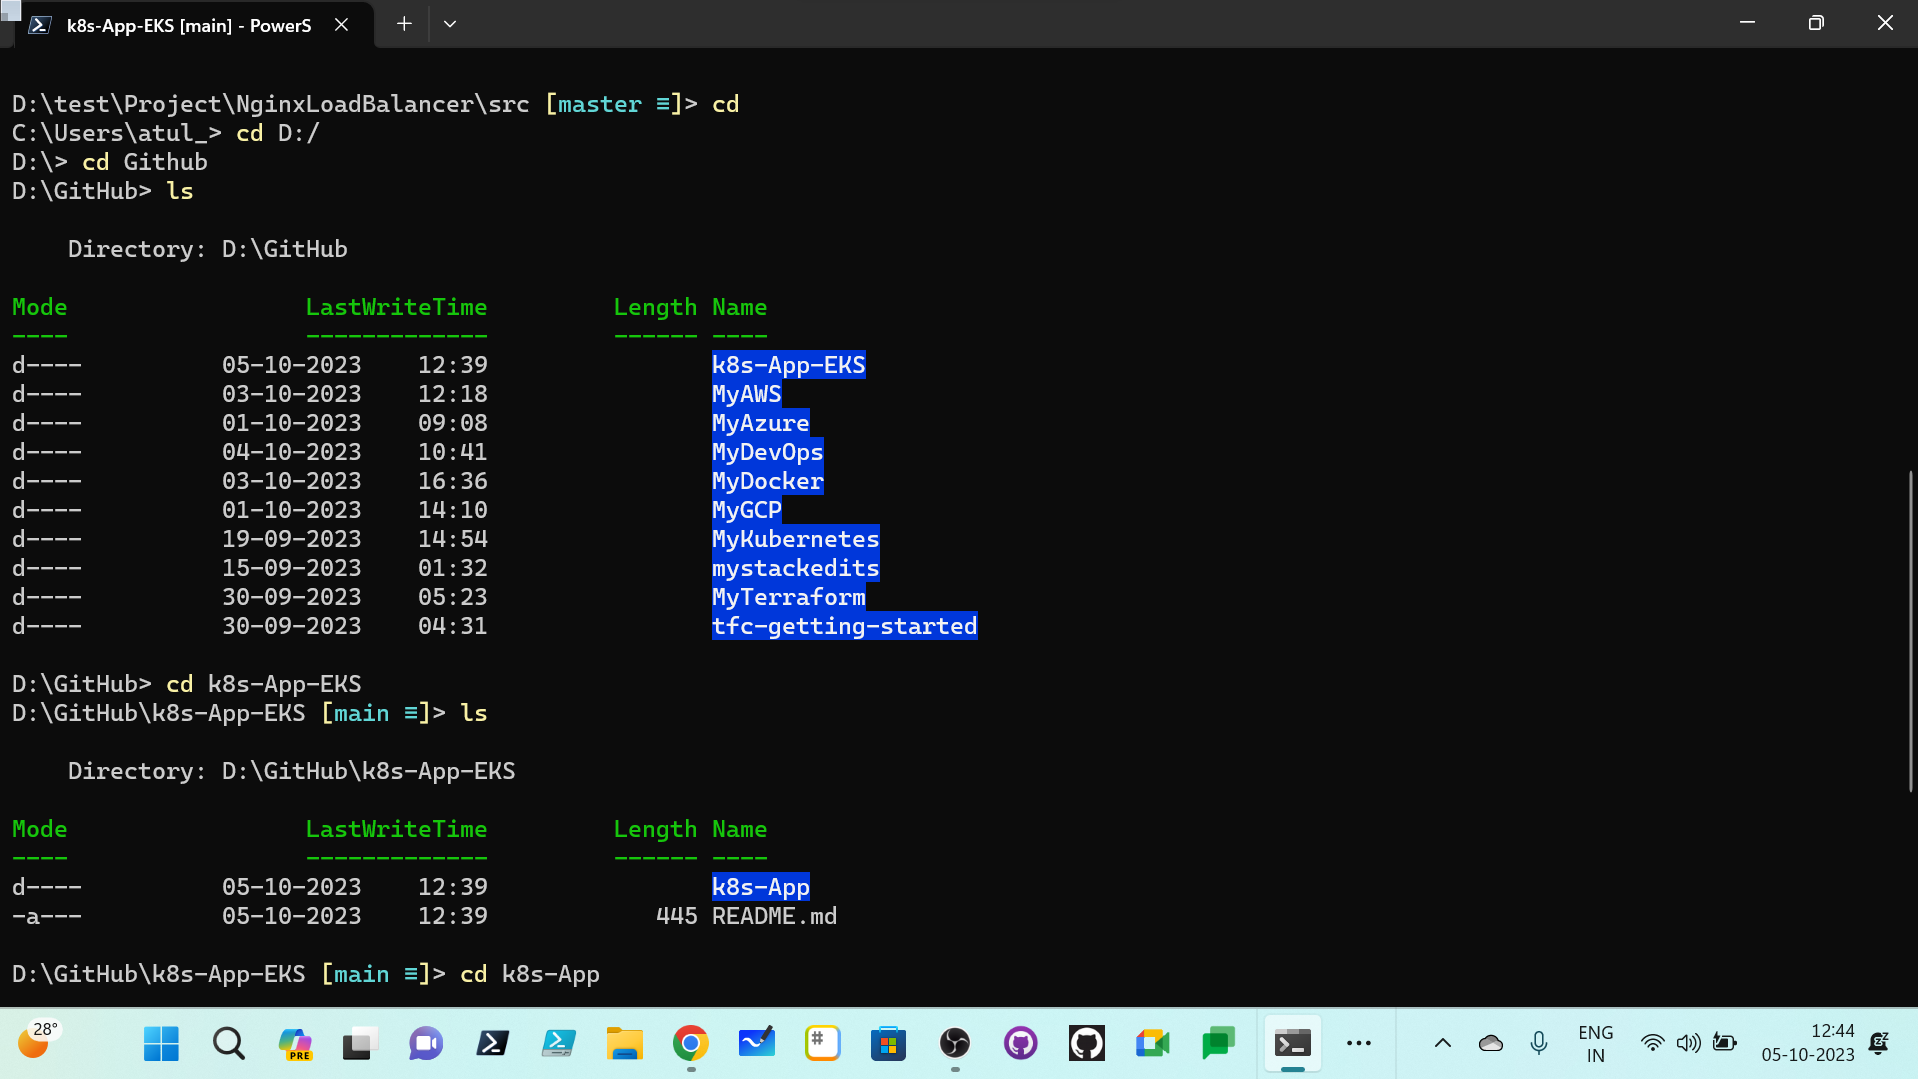 k8s-App-EKS [main] - PowerS
D:\test\Project\NginxLoadBalancer\src [master ≡]> cd
C:\Users\atul_> cd D:/
D:\> cd Github
D:\GitHub> ls
Directory: D:\GitHub
Mode LastWriteTime Length Name
---- ------------- ------ ----
d---- 05-10-2023 12:39 k8s-App-EKS
d---- 03-10-2023 12:18 MyAWS
d---- 01-10-2023 09:08 MyAzure
d---- 04-10-2023 10:41 MyDevOps
d---- 03-10-2023 16:36 MyDocker
d---- 01-10-2023 14:10 MyGCP
d---- 19-09-2023 14:54 MyKubernetes
d---- 15-09-2023 01:32 mystackedits
d---- 30-09-2023 05:23 MyTerraform
d---- 30-09-2023 04:31 tfc-getting-started
D:\GitHub> cd k8s-App-EKS
D:\GitHub\k8s-App-EKS [main ≡]> ls
Directory: D:\GitHub\k8s-App-EKS
Mode LastWriteTime Length Name
---- ------------- ------ ----
d---- 05-10-2023 12:39 k8s-App
-a--- 05-10-2023 12:39 445 README.md
D:\GitHub\k8s-App-EKS [main ≡]> cd k8s-App
28°
PRE
ENG
IN
12:44
05-10-2023